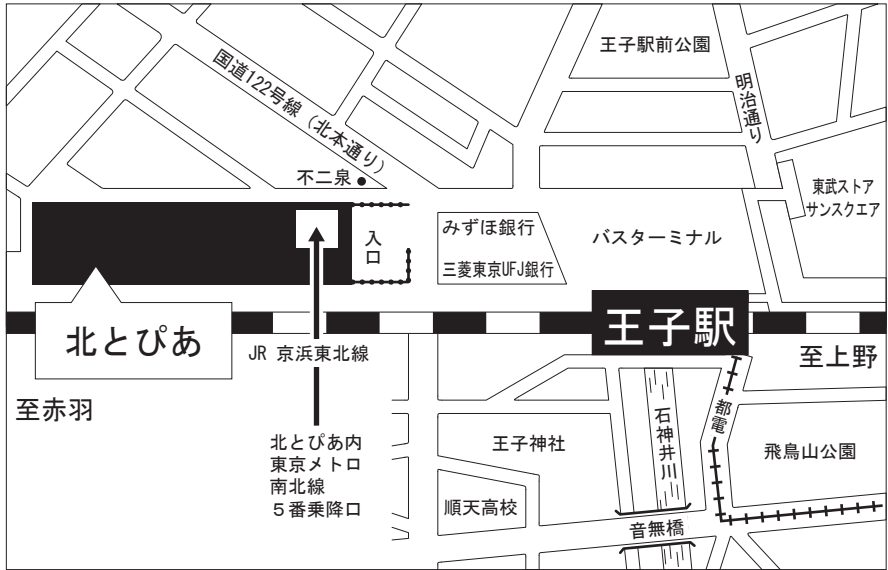 王子駅前公園
国道122号線(北本通り)
明治通り
不二泉
東武ストア
サンスクエア
入口
みずほ銀行
三菱東京UFJ銀行
バスターミナル
北とぴあ
王子駅
JR 京浜東北線
至上野
至赤羽
北とぴあ内
東京メトロ
南北線
5番乗降口
王子神社
石神井川
都電
飛鳥山公園
順天高校
音無橋